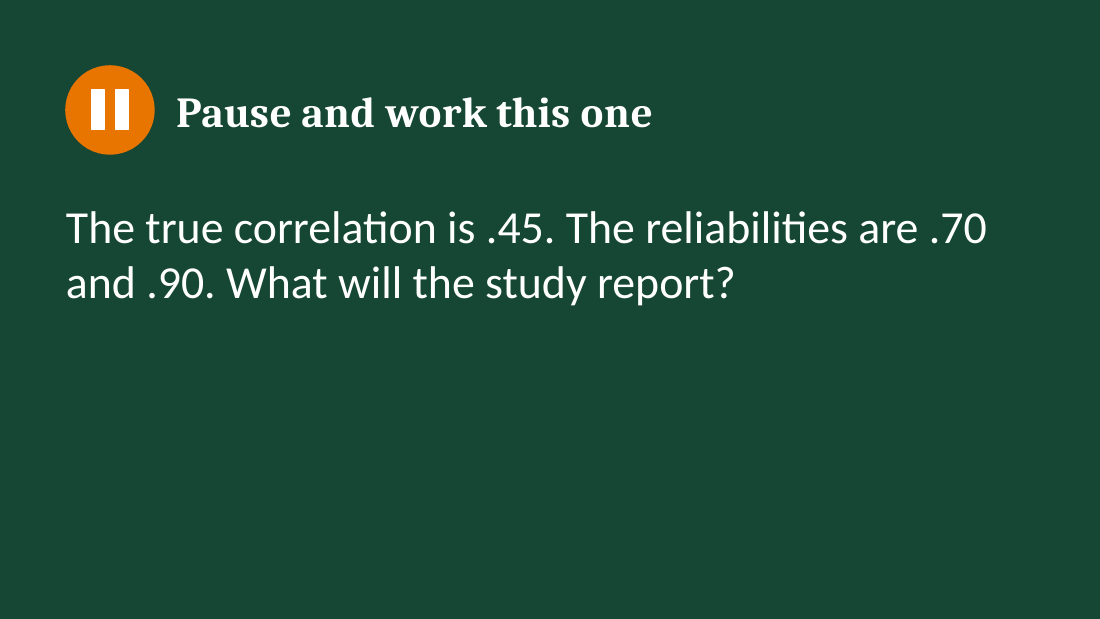 Pause and work this one
The true correlation is .45. The reliabilities are .70
and .90. What will the study report?